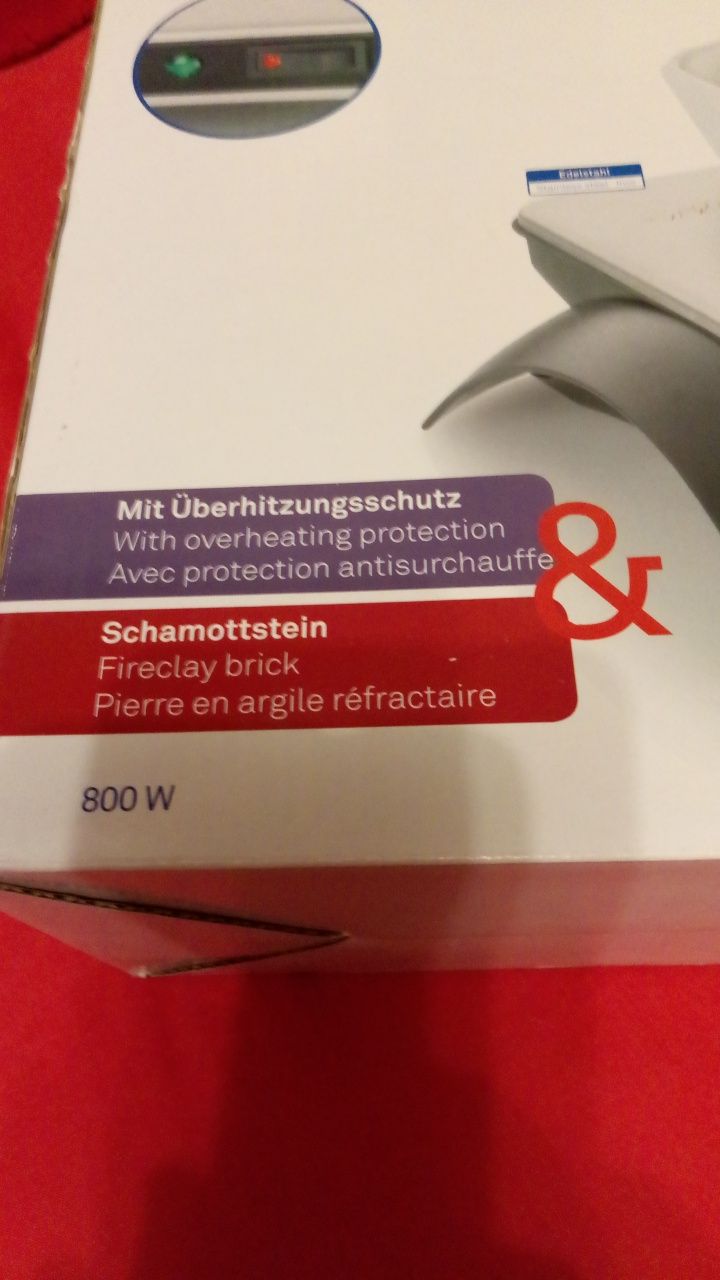 Edelstahl
Mit Überhitzungsschutz
With overheating protection
Avec protection antisurchauffe
&
Schamottstein
Fireclay brick
Pierre en argile réfractaire
800 W